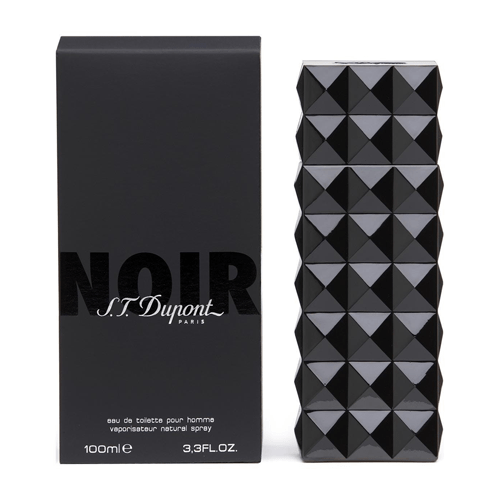 NOIR
S.T. Dupont
PARIS
eau de toilette pour homme
vaporisateur natural spray
100ml e 3,3FL.OZ.